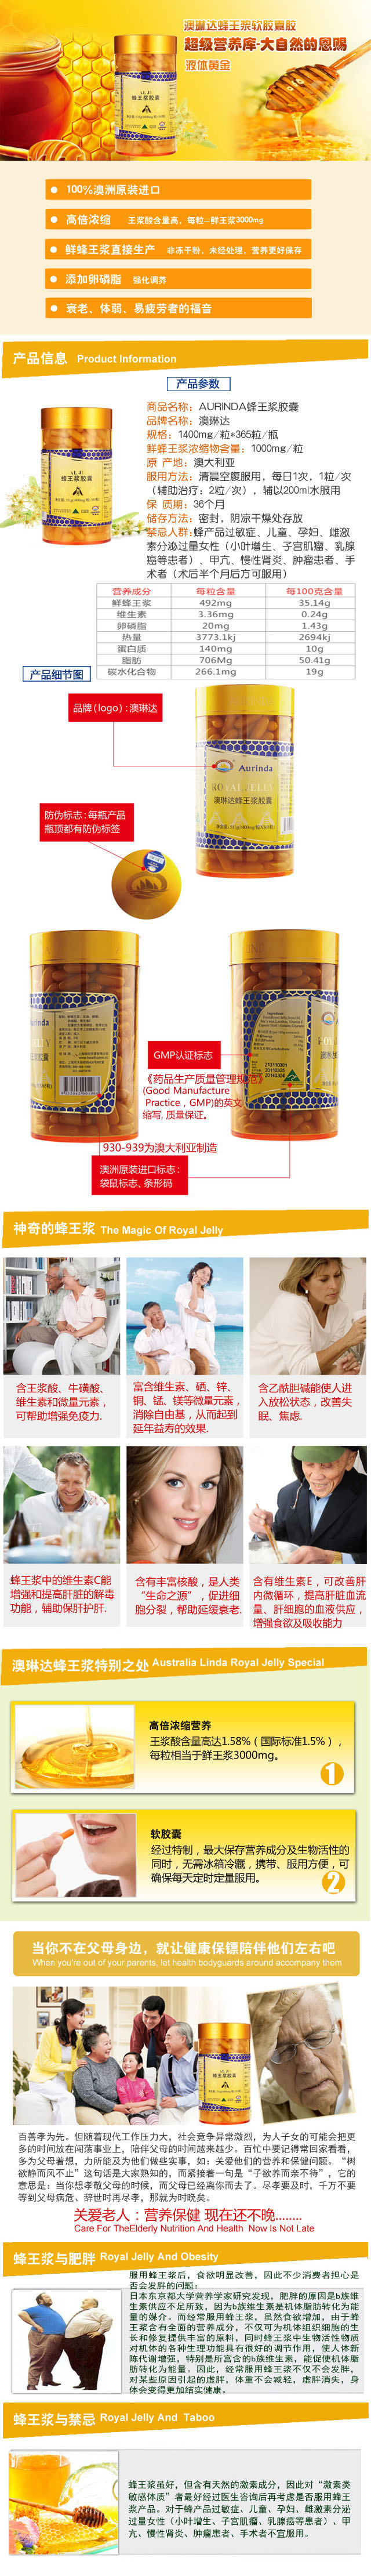 澳琳达蜂王浆软胶囊胶
超级营养库·大自然的恩赐
液体黄金
蜂王浆胶囊
100%澳洲原装进口
高倍浓缩 王浆酸含量高，每粒=鲜王浆3000mg
鲜蜂王浆直接生产 非冻干粉，未经处理，营养更好保存
添加卵磷脂 强化调养
衰老、体弱、易疲劳者的福音
产品信息 Product Information
产品参数
商品名称：AURINDA蜂王浆胶囊
品牌名称：澳琳达
规格：1400mg/粒*365粒/瓶
鲜蜂王浆浓缩物含量：1000mg/粒
原 产地：澳大利亚
服用方法：清晨空腹服用，每日1次，1粒/次
（辅助治疗：2粒/次），辅以200ml水服用
保 质期：36个月
储存方法：密封，阴凉干燥处存放
禁忌人群:蜂产品过敏症、儿童、孕妇、雌激
素分泌过量女性（小叶增生、子宫肌瘤、乳腺
癌等患者）、甲亢、慢性肾炎、肿瘤患者、手
术者（术后半个月后方可服用）
蜂王浆胶囊
营养成分 每粒含量 每100克含量
鲜蜂王浆 492mg 35.14g
维生素 3.36mg 0.24g
卵磷脂 20mg 1.43g
热量 3773.1kj 2694kj
蛋白质 140mg 10g
脂肪 706Mg 50.41g
碳水化合物 266.1mg 19g
产品细节图
品牌(logo):澳琳达
Aurinda
ROYAL JELLY
澳琳达蜂王浆胶囊
防伪标志：每瓶产品
瓶顶都有防伪标签
GMP认证标志
《药品生产质量管理规范》
(Good Manufacture
Practice，GMP)的英文
缩写, 质量保证。
930-939为澳大利亚制造
澳洲原装进口标志：
袋鼠标志、条形码
神奇的蜂王浆 The Magic Of Royal Jelly
含王浆酸、牛磺酸、
维生素和微量元素，
可帮助增强免疫力.
富含维生素、硒、锌、
铜、锰、镁等微量元素，
消除自由基，从而起到
延年益寿的效果.
含乙酰胆碱能使人进
入放松状态，改善失
眠、焦虑.
蜂王浆中的维生素C能
增强和提高肝脏的解毒
功能，辅助保肝护肝.
含有丰富核酸，是人类
“生命之源”，促进细
胞分裂，帮助延缓衰老.
含有维生素E，可改善肝
内微循环，提高肝脏血流
量、肝细胞的血液供应，
增强食欲及吸收能力
澳琳达蜂王浆特别之处 Australia Linda Royal Jelly Special
高倍浓缩营养
王浆酸含量高达1.58%（国际标准1.5%），
每粒相当于鲜王浆3000mg。
1
软胶囊
经过特制，最大保存营养成分及生物活性的
同时，无需冰箱冷藏，携带、服用方便，可
确保每天定时定量服用。
2
当你不在父母身边，就让健康保镖陪伴他们左右吧
When you're out of your parents, let health bodyguards around accompany them
百善孝为先。但随着现代工作压力大，社会竞争异常激烈，为人子女的可能会把更
多的时间放在闯荡事业上，陪伴父母的时间越来越少。百忙中要记得常回家看看，
多为父母着想，力所能及为他们做些实事，如：关爱他们的营养和保健问题。“树
欲静而风不止”这句话是大家熟知的，而紧接着一句是“子欲养而亲不待”，它的
意思是：当你想孝敬父母的时候，而父母已经离你而去了。尽孝要及时，千万不要
等到父母病危、辞世时再尽孝，那就为时晚矣。
关爱老人：营养保健 现在还不晚........
Care For TheElderly Nutrition And Health Now Is Not Late
蜂王浆与肥胖 Royal Jelly And Obesity
服用蜂王浆后，食欲明显改善，因此不少消费者担心是
否会发胖的问题：
日本东京都大学营养学家研究发现，肥胖的原因是b族维
生素供应不足所致，因为b族维生素是机体脂肪转化为能
量的媒介。而经常服用蜂王浆，虽然食欲增加，由于蜂
王浆含有全面的营养成分，不仅可为机体组织细胞的生
长和修复提供丰富的原料，同时蜂王浆中生物活性物质
对机体的各种生理功能具有很好的调节作用，使人体新
陈代谢增强，特别是所宫含的b族维生素，能促使机体脂
肪转化为能量。因此，经常服用蜂王浆不仅不会发胖，
对某些原因引起的虚胖，体重不会减轻，虚胖消失，身
体会变得更加结实健康。
蜂王浆与禁忌 Royal Jelly And Taboo
蜂王浆虽好，但含有天然的激素成分，因此对“激素类
敏感体质”者最好经过医生咨询后再考虑是否服用蜂王
浆产品。对于蜂产品过敏症、儿童、孕妇、雌激素分泌
过量女性（小叶增生、子宫肌瘤、乳腺癌等患者）、甲
亢、慢性肾炎、肿瘤患者、手术者不宜服用。